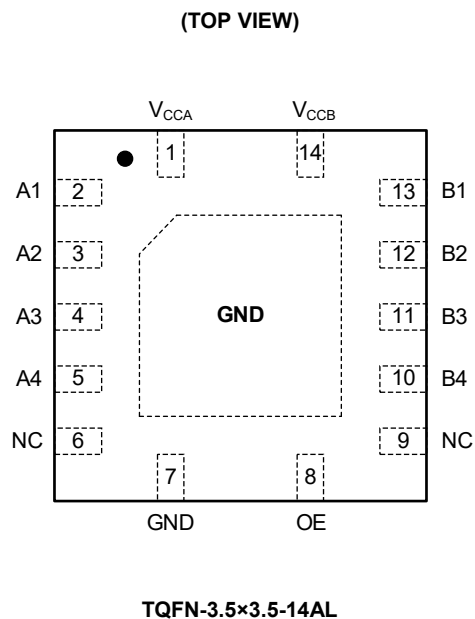 (TOP VIEW)
VCCA VCCB
1 14
A1 2 13 B1
A2 3 12 B2
A3 4 GND 11 B3
A4 5 10 B4
NC 6 9 NC
7 8
GND OE
TQFN-3.5×3.5-14AL